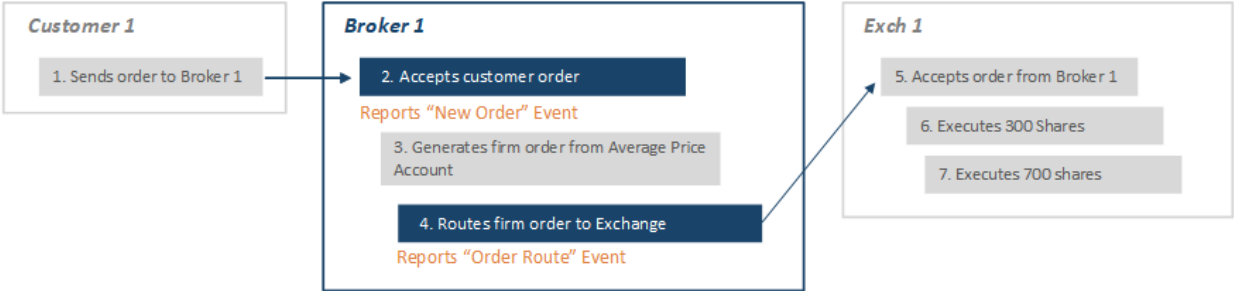 Customer 1
1. Sends order to Broker 1
Broker 1
2. Accepts customer order
Reports “New Order” Event
3. Generates firm order from Average Price
Account
4. Routes firm order to Exchange
Reports “Order Route” Event
Exch 1
5. Accepts order from Broker 1
6. Executes 300 Shares
7. Executes 700 shares